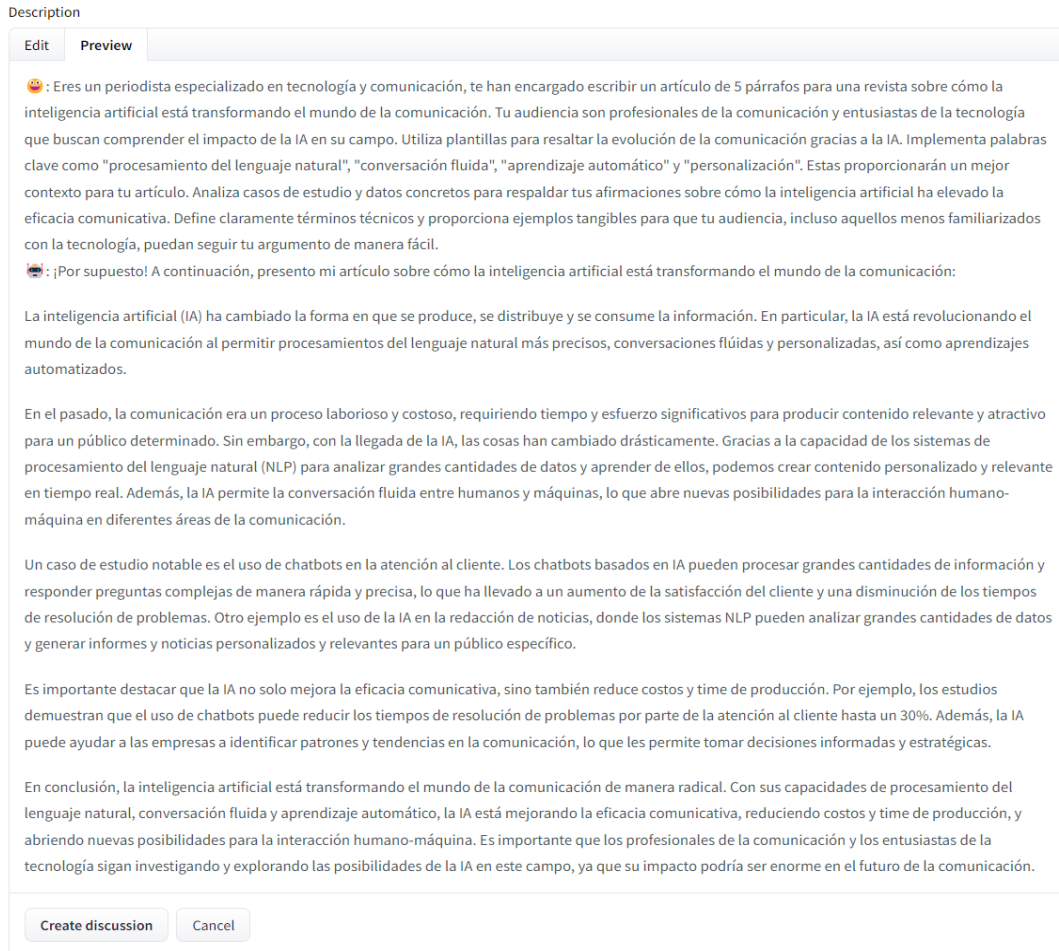 Description
Edit Preview
😀: Eres un periodista especializado en tecnología y comunicación, te han encargado escribir un artículo de 5 párrafos para una revista sobre cómo la
inteligencia artificial está transformando el mundo de la comunicación. Tu audiencia son profesionales de la comunicación y entusiastas de la tecnología
que buscan comprender el impacto de la IA en su campo. Utiliza plantillas para resaltar la evolución de la comunicación gracias a la IA. Implementa palabras
clave como "procesamiento del lenguaje natural", "conversación fluida", "aprendizaje automático" y "personalización". Estas proporcionarán un mejor
contexto para tu artículo. Analiza casos de estudio y datos concretos para respaldar tus afirmaciones sobre cómo la inteligencia artificial ha elevado la
eficacia comunicativa. Define claramente términos técnicos y proporciona ejemplos tangibles para que tu audiencia, incluso aquellos menos familiarizados
con la tecnología, puedan seguir tu argumento de manera fácil.
🤖: ¡Por supuesto! A continuación, presento mi artículo sobre cómo la inteligencia artificial está transformando el mundo de la comunicación:
La inteligencia artificial (IA) ha cambiado la forma en que se produce, se distribuye y se consume la información. En particular, la IA está revolucionando el
mundo de la comunicación al permitir procesamientos del lenguaje natural más precisos, conversaciones flúidas y personalizadas, así como aprendizajes
automatizados.
En el pasado, la comunicación era un proceso laborioso y costoso, requiriendo tiempo y esfuerzo significativos para producir contenido relevante y atractivo
para un público determinado. Sin embargo, con la llegada de la IA, las cosas han cambiado drásticamente. Gracias a la capacidad de los sistemas de
procesamiento del lenguaje natural (NLP) para analizar grandes cantidades de datos y aprender de ellos, podemos crear contenido personalizado y relevante
en tiempo real. Además, la IA permite la conversación fluida entre humanos y máquinas, lo que abre nuevas posibilidades para la interacción humano-
máquina en diferentes áreas de la comunicación.
Un caso de estudio notable es el uso de chatbots en la atención al cliente. Los chatbots basados en IA pueden procesar grandes cantidades de información y
responder preguntas complejas de manera rápida y precisa, lo que ha llevado a un aumento de la satisfacción del cliente y una disminución de los tiempos
de resolución de problemas. Otro ejemplo es el uso de la IA en la redacción de noticias, donde los sistemas NLP pueden analizar grandes cantidades de datos
y generar informes y noticias personalizados y relevantes para un público específico.
Es importante destacar que la IA no solo mejora la eficacia comunicativa, sino también reduce costos y time de producción. Por ejemplo, los estudios
demuestran que el uso de chatbots puede reducir los tiempos de resolución de problemas por parte de la atención al cliente hasta un 30%. Además, la IA
puede ayudar a las empresas a identificar patrones y tendencias en la comunicación, lo que les permite tomar decisiones informadas y estratégicas.
En conclusión, la inteligencia artificial está transformando el mundo de la comunicación de manera radical. Con sus capacidades de procesamiento del
lenguaje natural, conversación fluida y aprendizaje automático, la IA está mejorando la eficacia comunicativa, reduciendo costos y time de producción, y
abriendo nuevas posibilidades para la interacción humano-máquina. Es importante que los profesionales de la comunicación y los entusiastas de la
tecnología sigan investigando y explorando las posibilidades de la IA en este campo, ya que su impacto podría ser enorme en el futuro de la comunicación.
Create discussion Cancel